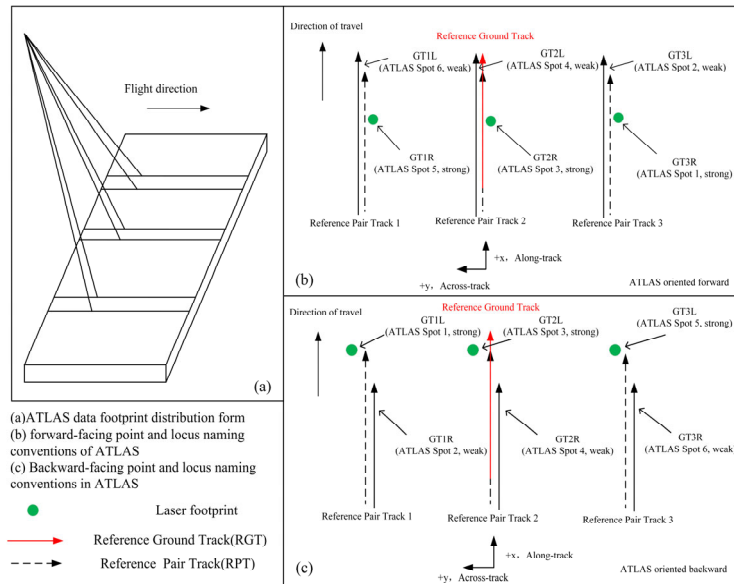 Flight direction
(a)
(a)ATLAS data footprint distribution form
(b) forward-facing point and locus naming
conventions of ATLAS
(c) Backward-facing point and locus naming
conventions in ATLAS
Laser footprint
Reference Ground Track(RGT)
Reference Pair Track(RPT)
Direction of travel
Reference Ground Track
GT1L
(ATLAS Spot 6, weak)
GT2L
(ATLAS Spot 4, weak)
GT3L
(ATLAS Spot 2, weak)
GT1R
(ATLAS Spot 5, strong)
GT2R
(ATLAS Spot 3, strong)
GT3R
(ATLAS Spot 1, strong)
Reference Pair Track 1
Reference Pair Track 2
Reference Pair Track 3
+x, Along-track
+y, Across-track
(b)
ATLAS oriented forward
Direction of travel
Reference Ground Track
GT1L
(ATLAS Spot 1, strong)
GT2L
(ATLAS Spot 3, strong)
GT3L
(ATLAS Spot 5, strong)
GT1R
(ATLAS Spot 2, weak)
GT2R
(ATLAS Spot 4, weak)
GT3R
(ATLAS Spot 6, weak
Reference Pair Track 1
Reference Pair Track 2
Reference Pair Track 3
+x, Along-track
+y, Across-track
(c)
ATLAS oriented backward